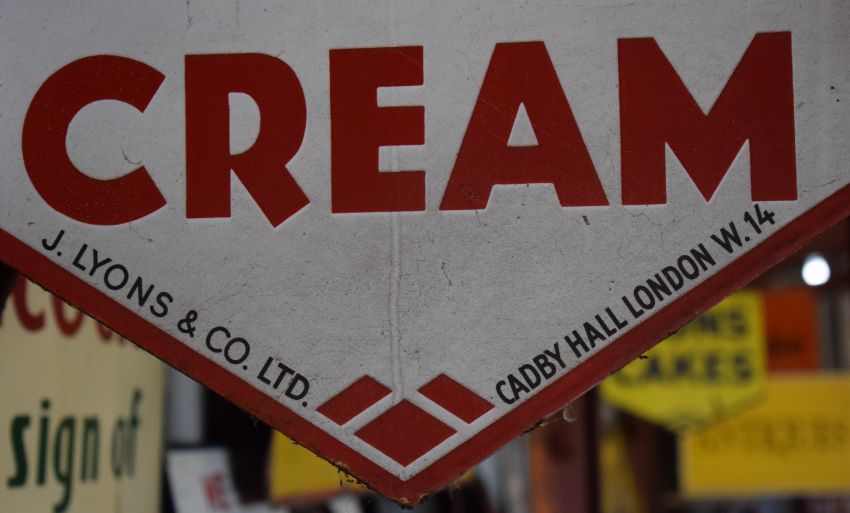 CREAM
J. LYONS & CO. LTD.
CADBY HALL LONDON W.14
sign of
CAKES